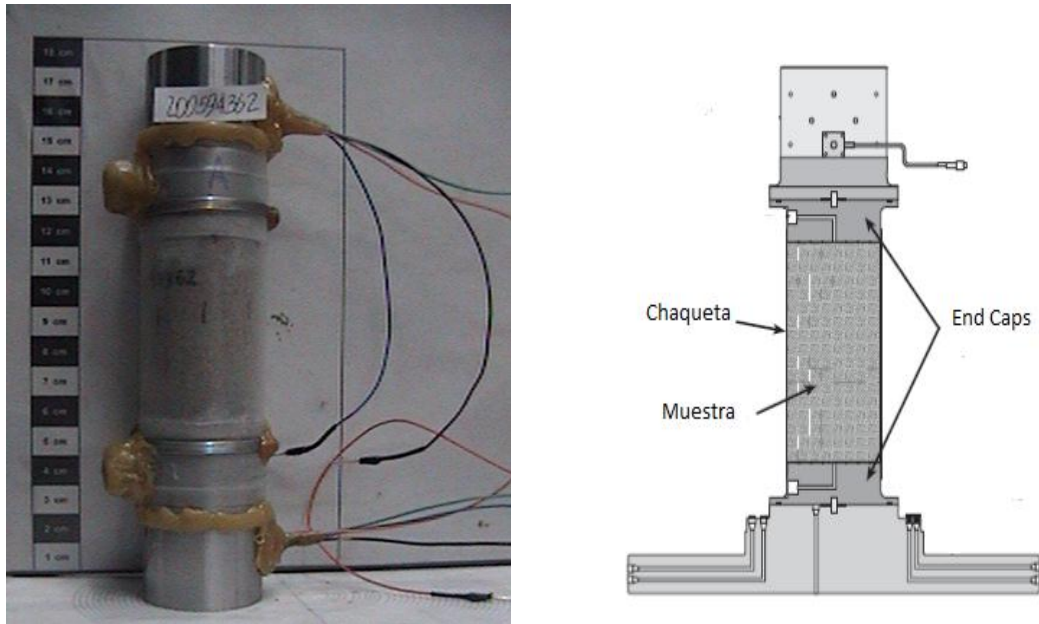 18 cm
17 cm
16 cm
15 cm
14 cm
13 cm
12 cm
11 cm
10 cm
9 cm
8 cm
7 cm
6 cm
5 cm
4 cm
3 cm
2 cm
1 cm
200594362
A
Chaqueta
End Caps
Muestra